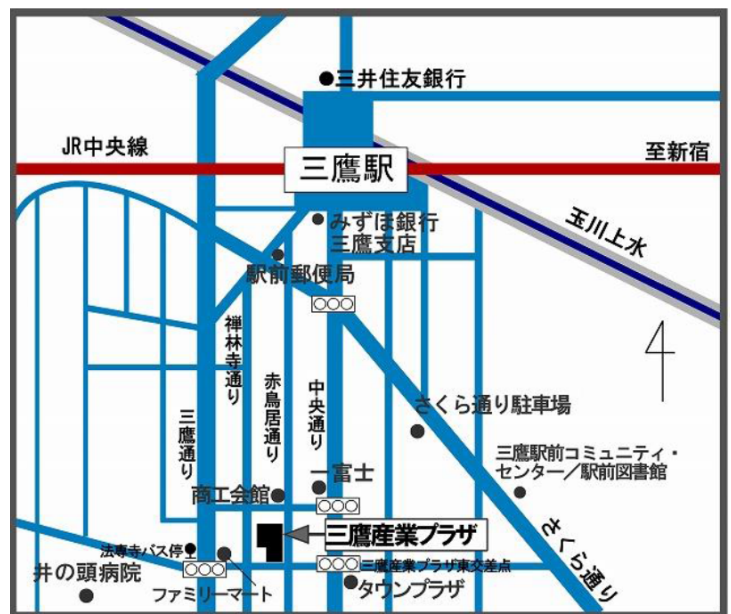 三井住友銀行
JR中央線
三鷹駅
至新宿
みずほ銀行
三鷹支店
玉川上水
駅前郵便局
禅林寺通り
赤鳥居通り
中央通り
三鷹通り
さくら通り駐車場
三鷹駅前コミュニティ・
センター／駅前図書館
一富士
商工会館
三鷹産業プラザ
さくら通り
法専寺バス停
三鷹産業プラザ東交差点
井の頭病院
ファミリーマート
タウンプラザ